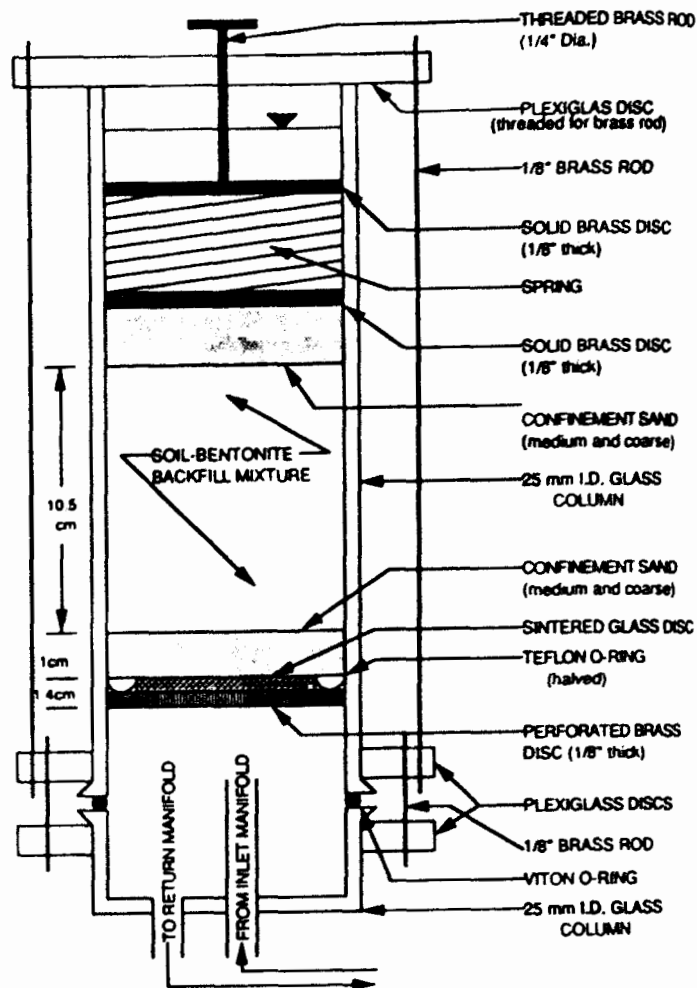 THREADED BRASS ROD
(1/4" Dia.)
PLEXIGLAS DISC
(threaded for brass rod)
1/8" BRASS ROD
SOLID BRASS DISC
(1/8" thick)
SPRING
SOLID BRASS DISC
(1/8" thick)
CONFINEMENT SAND
(medium and coarse)
SOIL-BENTONITE
BACKFILL MIXTURE
25 mm I.D. GLASS
COLUMN
10.5
cm
CONFINEMENT SAND
(medium and coarse)
SINTERED GLASS DISC
1cm
TEFLON O-RING
(halved)
4cm
PERFORATED BRASS
DISC (1/8" thick)
PLEXIGLASS DISCS
1/8" BRASS ROD
VITON O-RING
25 mm I.D. GLASS
COLUMN
TO RETURN MANIFOLD
FROM INLET MANIFOLD